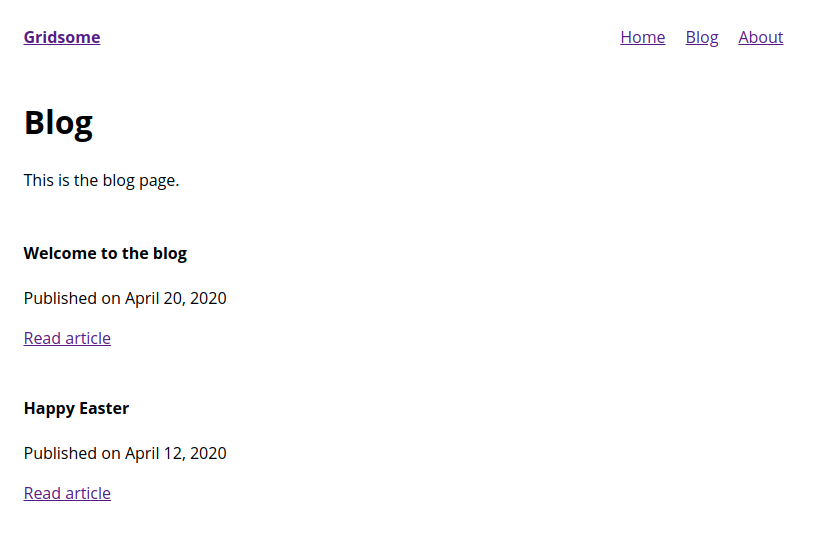 Gridsome Home Blog About
Blog
This is the blog page.
Welcome to the blog
Published on April 20, 2020
Read article
Happy Easter
Published on April 12, 2020
Read article